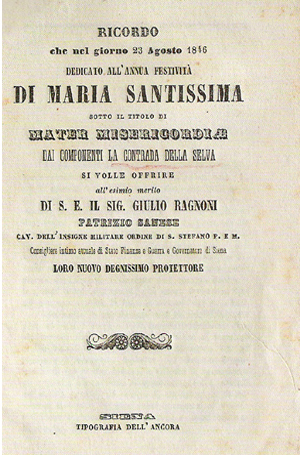 RICORDO
che nel giorno 23 Agosto 1846
DEDICATO ALL'ANNUA FESTIVITÀ
DI MARIA SANTISSIMA
SOTTO IL TITOLO DI
MATER MISERICORDIÆ
DAI COMPONENTI LA CONTRADA DELLA SELVA
SI VOLLE OFFRIRE
all'esimio merito
DI S. E. IL SIG. GIULIO RAGNONI
PATRIZIO SANESE
CAV. DELL'INSIGNE MILITARE ORDINE DI S. STEFANO P. E M.
Consigliere intimo attuale di Stato Finanze e Guerra e Governatore di Siena
LORO NUOVO DEGNISSIMO PROTETTORE
SIENA
TIPOGRAFIA DELL'ANCORA